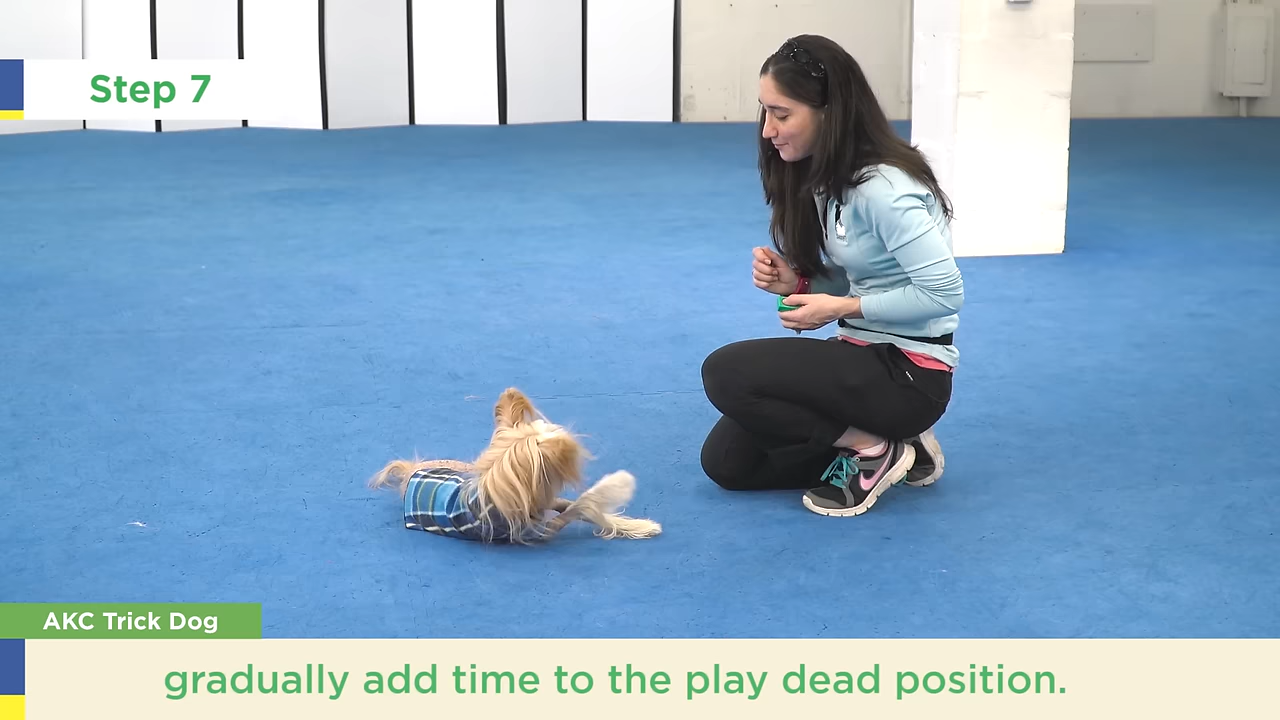 Step 7
AKC Trick Dog
gradually add time to the play dead position.